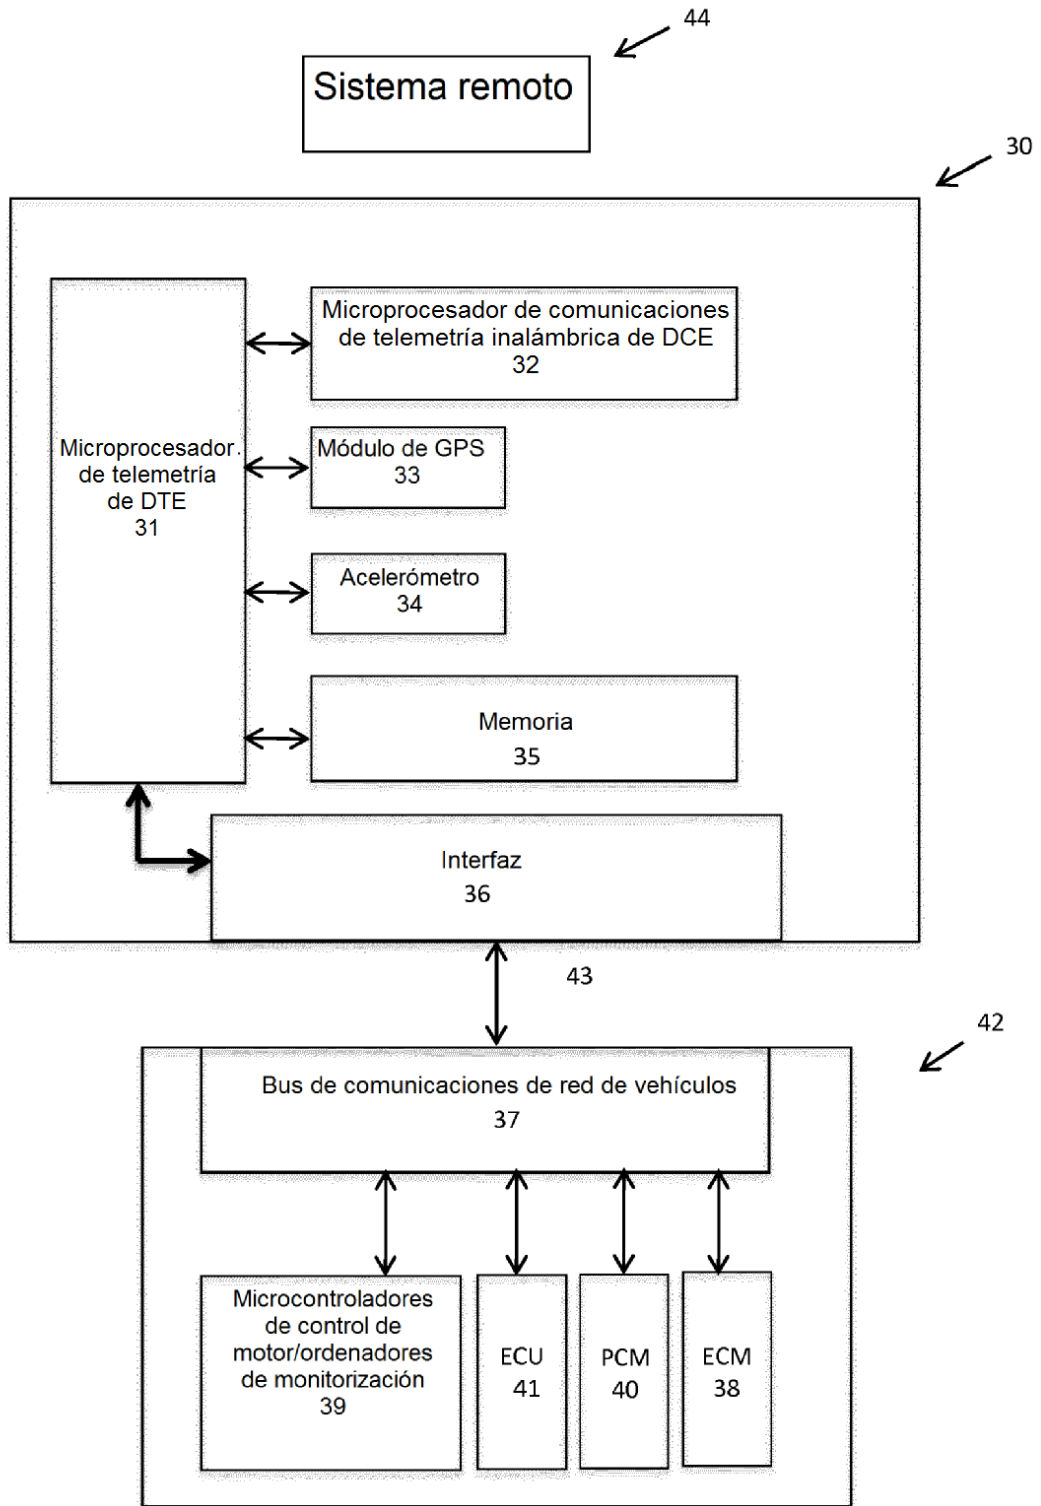 44
Sistema remoto
30
Microprocesador de comunicaciones
de telemetría inalámbrica de DCE
32
Microprocesador
de telemetría
de DTE
31
Módulo de GPS
33
Acelerómetro
34
Memoria
35
Interfaz
36
43
42
Bus de comunicaciones de red de vehículos
37
Microcontroladores
de control de
motor/ordenadores
de monitorización
39
ECU
41
PCM
40
ECM
38